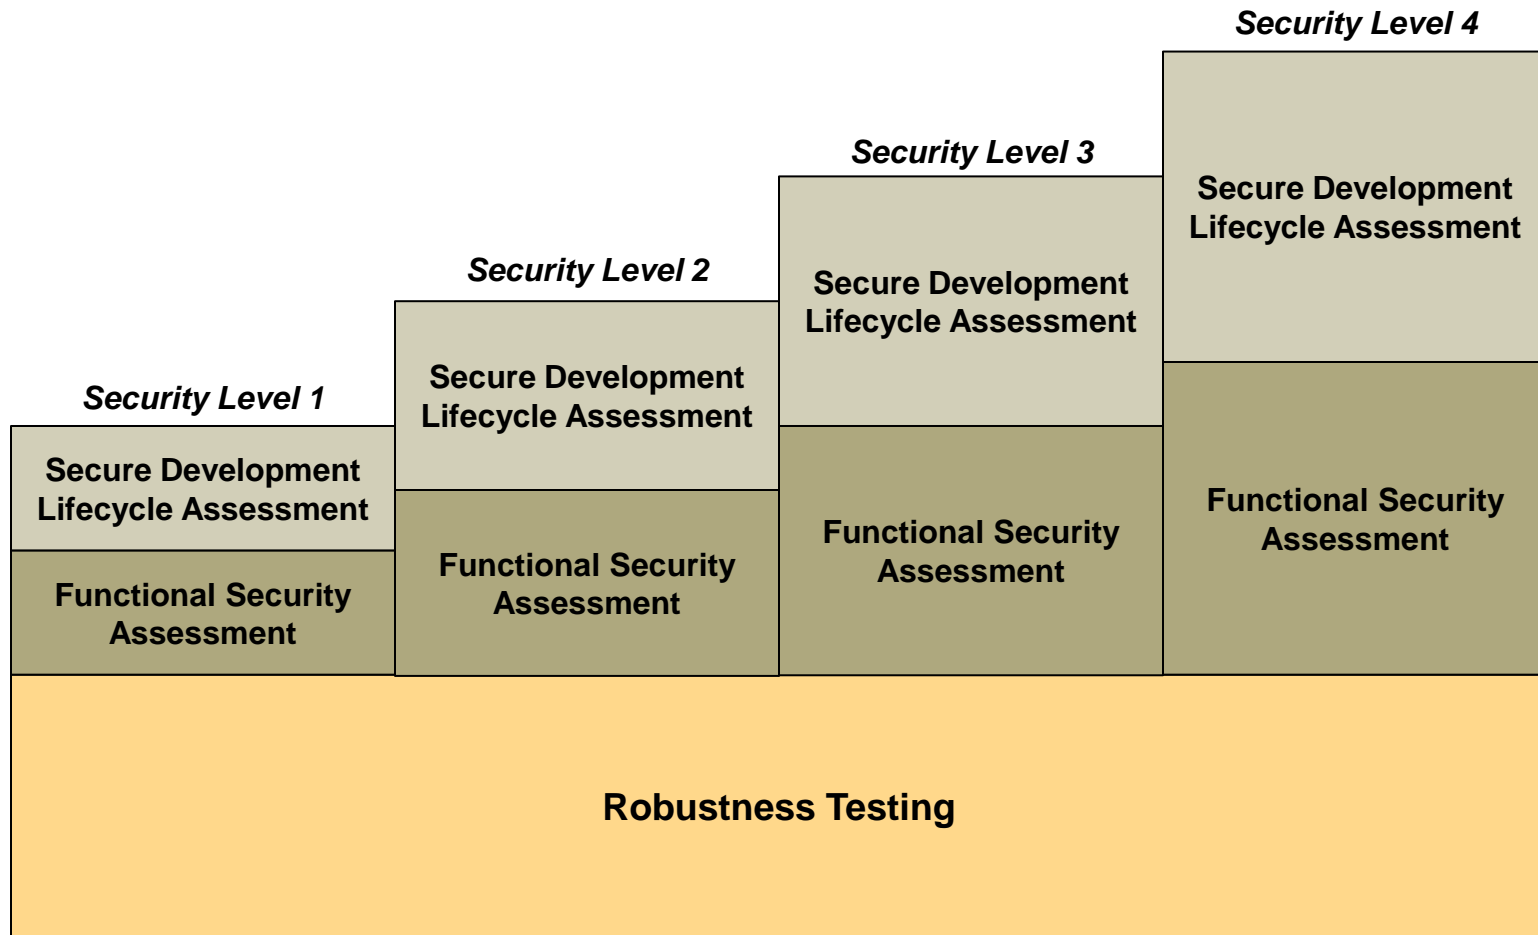 Security Level 1
Secure Development
Lifecycle Assessment
Functional Security
Assessment
Security Level 2
Secure Development
Lifecycle Assessment
Functional Security
Assessment
Security Level 3
Secure Development
Lifecycle Assessment
Functional Security
Assessment
Security Level 4
Secure Development
Lifecycle Assessment
Functional Security
Assessment
Robustness Testing